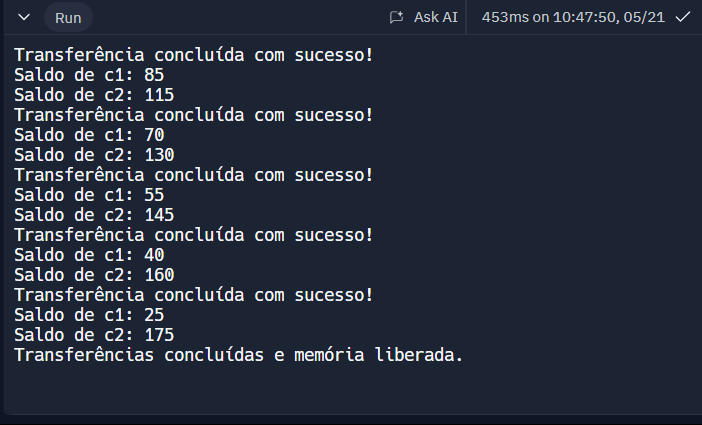 Run
Ask AI
453ms on 10:47:50, 05/21
Transferência concluída com sucesso!
Saldo de c1: 85
Saldo de c2: 115
Transferência concluída com sucesso!
Saldo de c1: 70
Saldo de c2: 130
Transferência concluída com sucesso!
Saldo de c1: 55
Saldo de c2: 145
Transferência concluída com sucesso!
Saldo de c1: 40
Saldo de c2: 160
Transferência concluída com sucesso!
Saldo de c1: 25
Saldo de c2: 175
Transferências concluídas e memória liberada.